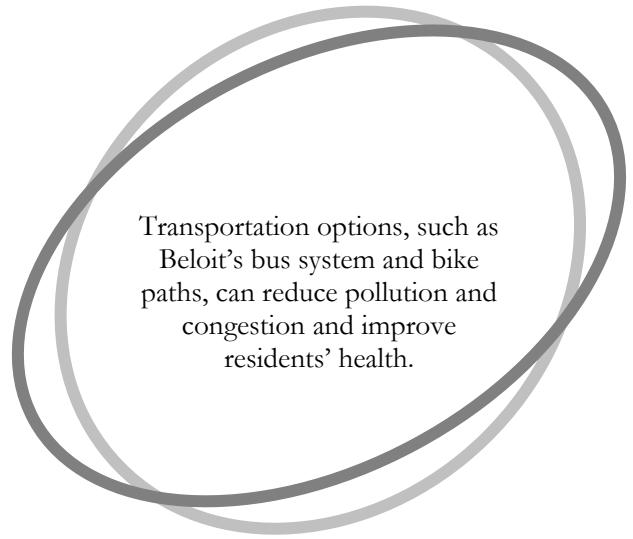 Transportation options, such as
Beloit’s bus system and bike
paths, can reduce pollution and
congestion and improve
residents’ health.